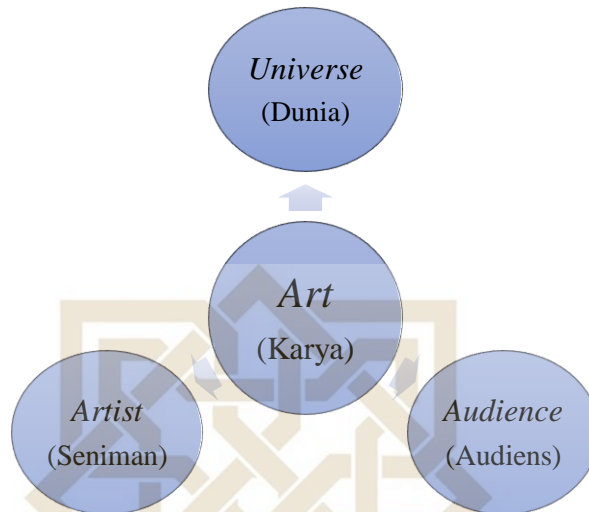 Universe
(Dunia)
Art
(Karya)
Artist
(Seniman)
Audience
(Audiens)